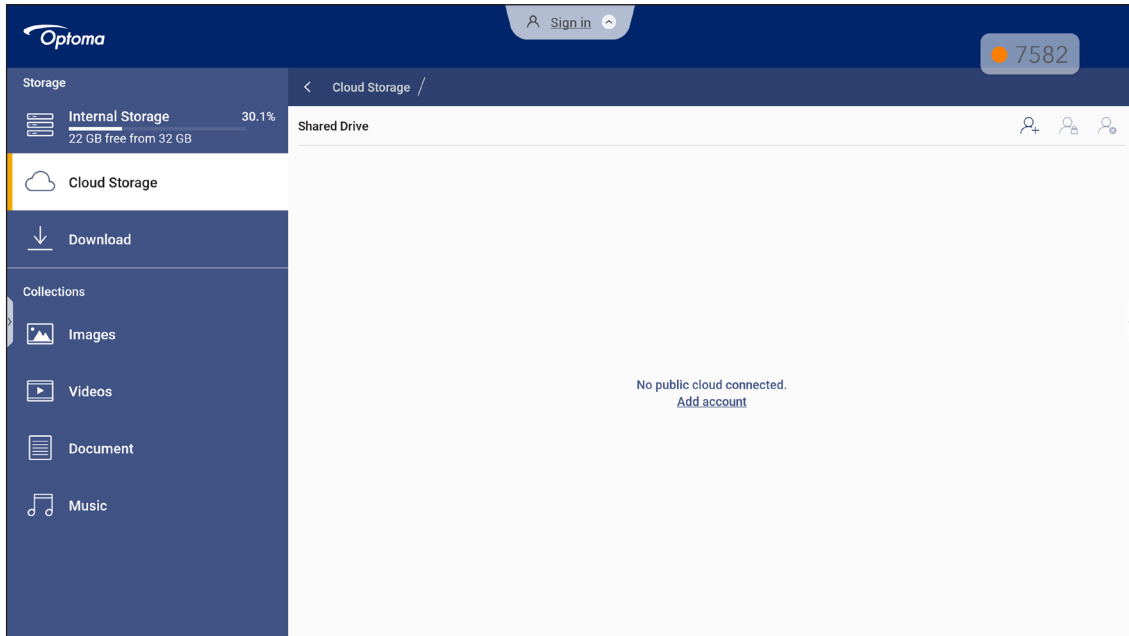 Optoma
Sign in
7582
Storage
Internal Storage 30.1%
22 GB free from 32 GB
Cloud Storage
Download
Collections
Images
Videos
Document
Music
Cloud Storage /
Shared Drive
No public cloud connected.
Add account